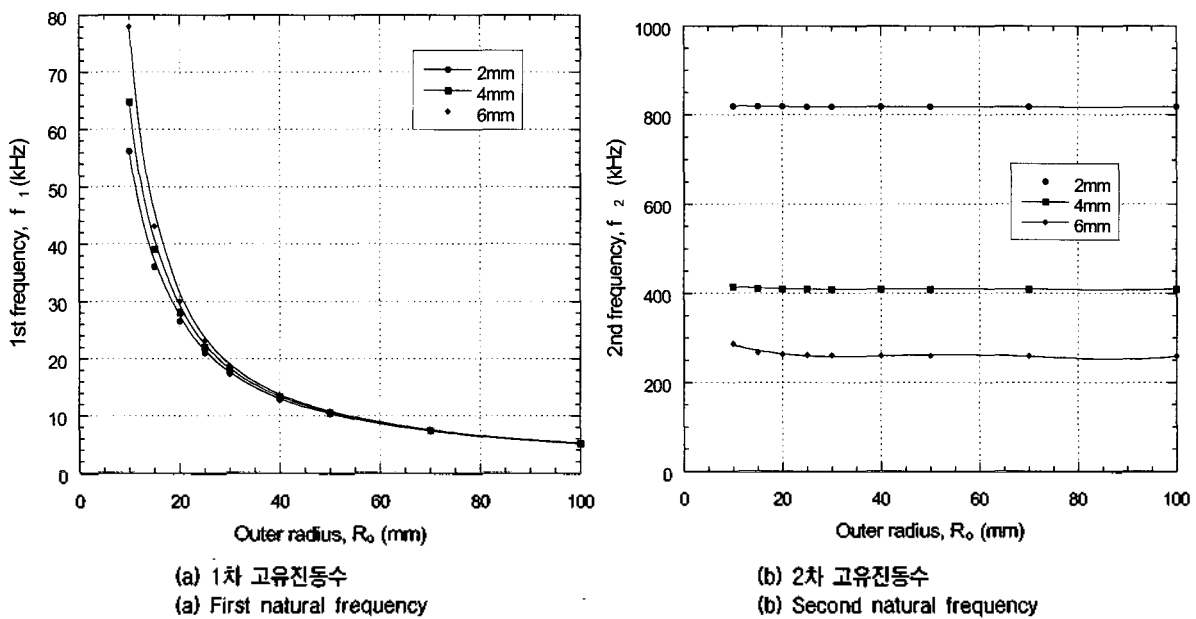 80
70
60
50
40
30
20
10
0
1st frequency, f 1 (kHz)
2mm
4mm
6mm
0 20 40 60 80 100
Outer radius, Ro (mm)
(a) 1차 고유진동수
(a) First natural frequency
1000
800
600
400
200
0
2nd frequency, f 2 (kHz)
2mm
4mm
6mm
0 20 40 60 80 100
Outer radius, Ro (mm)
(b) 2차 고유진동수
(b) Second natural frequency